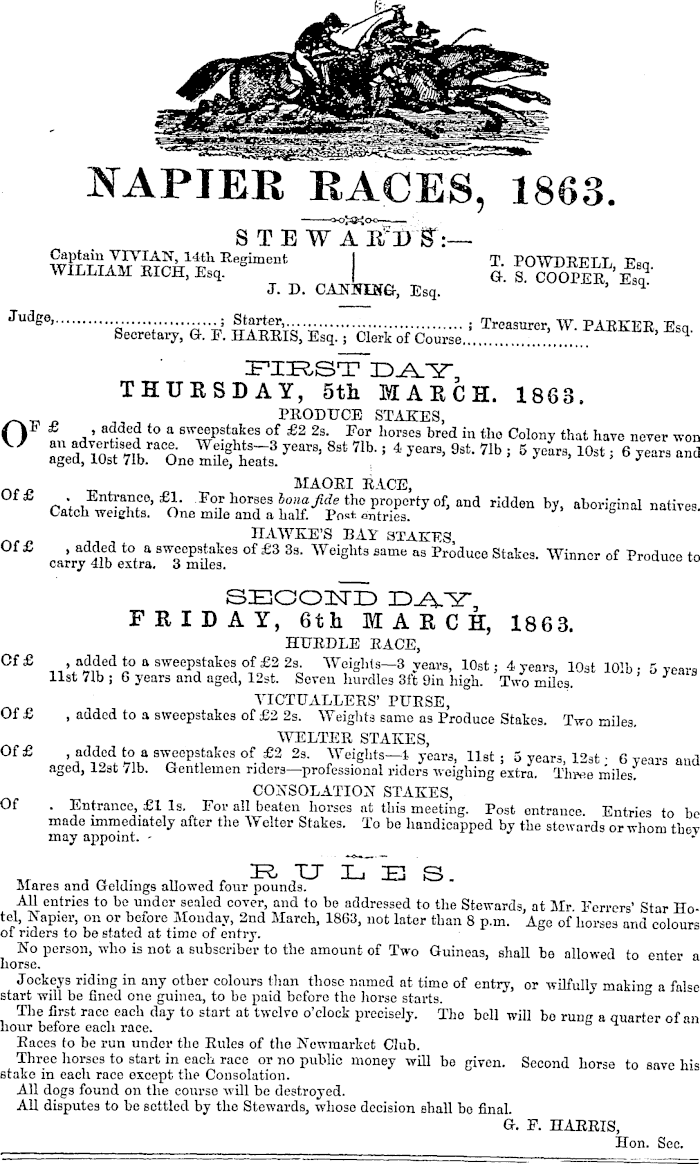 NAPIER RACES, 1863.
STEWARDS:—
Captain VIVIAN, 14th Regiment
WILLIAM RICH, Esq.
T. POWDRELL, Esq.
G. S. COOPER, Esq.
J. D. CANNING, Esq.
Judge,..............................; Starter,................................; Treasurer, W. PARKER, Esq.
Secretary, G. F. HARRIS, Esq.; Clerk of Course.......................
FIRST DAY,
THURSDAY, 5th MARCH. 1863.
PRODUCE STAKES,
OF £ , added to a sweepstakes of £2 2s. For horses bred in the Colony that have never won
an advertised race. Weights—3 years, 8st 7lb.; 4 years, 9st. 7lb; 5 years, 10st; 6 years and
aged, 10st 7lb. One mile, heats.
MAORI RACE,
Of £ . Entrance, £1. For horses bona fide the property of, and ridden by, aboriginal natives.
Catch weights. One mile and a half. Post entries.
HAWKE'S BAY STAKES,
Of £ , added to a sweepstakes of £3 3s. Weights same as Produce Stakes. Winner of Produce to
carry 4lb extra. 3 miles.
SECOND DAY,
FRIDAY, 6th MARCH, 1863.
HURDLE RACE,
Of £ , added to a sweepstakes of £2 2s. Weights—3 years, 10st; 4 years, 10st 10lb; 5 years
11st 7lb; 6 years and aged, 12st. Seven hurdles 3ft 9in high. Two miles.
VICTUALLERS' PURSE,
Of £ , added to a sweepstakes of £2 2s. Weights same as Produce Stakes. Two miles.
WELTER STAKES,
Of £ , added to a sweepstakes of £2 2s. Weights—4 years, 11st; 5 years, 12st; 6 years and
aged, 12st 7lb. Gentlemen riders—professional riders weighing extra. Three miles.
CONSOLATION STAKES,
Of . Entrance, £1 1s. For all beaten horses at this meeting. Post entrance. Entries to be
made immediately after the Welter Stakes. To be handicapped by the stewards or whom they
may appoint.
RULES.
Mares and Geldings allowed four pounds.
All entries to be under sealed cover, and to be addressed to the Stewards, at Mr. Ferrers' Star Ho-
tel, Napier, on or before Monday, 2nd March, 1863, not later than 8 p.m. Age of horses and colours
of riders to be stated at time of entry.
No person, who is not a subscriber to the amount of Two Guineas, shall be allowed to enter a
horse.
Jockeys riding in any other colours than those named at time of entry, or wilfully making a false
start will be fined one guinea, to be paid before the horse starts.
The first race each day to start at twelve o'clock precisely. The bell will be rung a quarter of an
hour before each race.
Races to be run under the Rules of the Newmarket Club.
Three horses to start in each race or no public money will be given. Second horse to save his
stake in each race except the Consolation.
All dogs found on the course will be destroyed.
All disputes to be settled by the Stewards, whose decision shall be final.
G. F. HARRIS,
Hon. Sec.